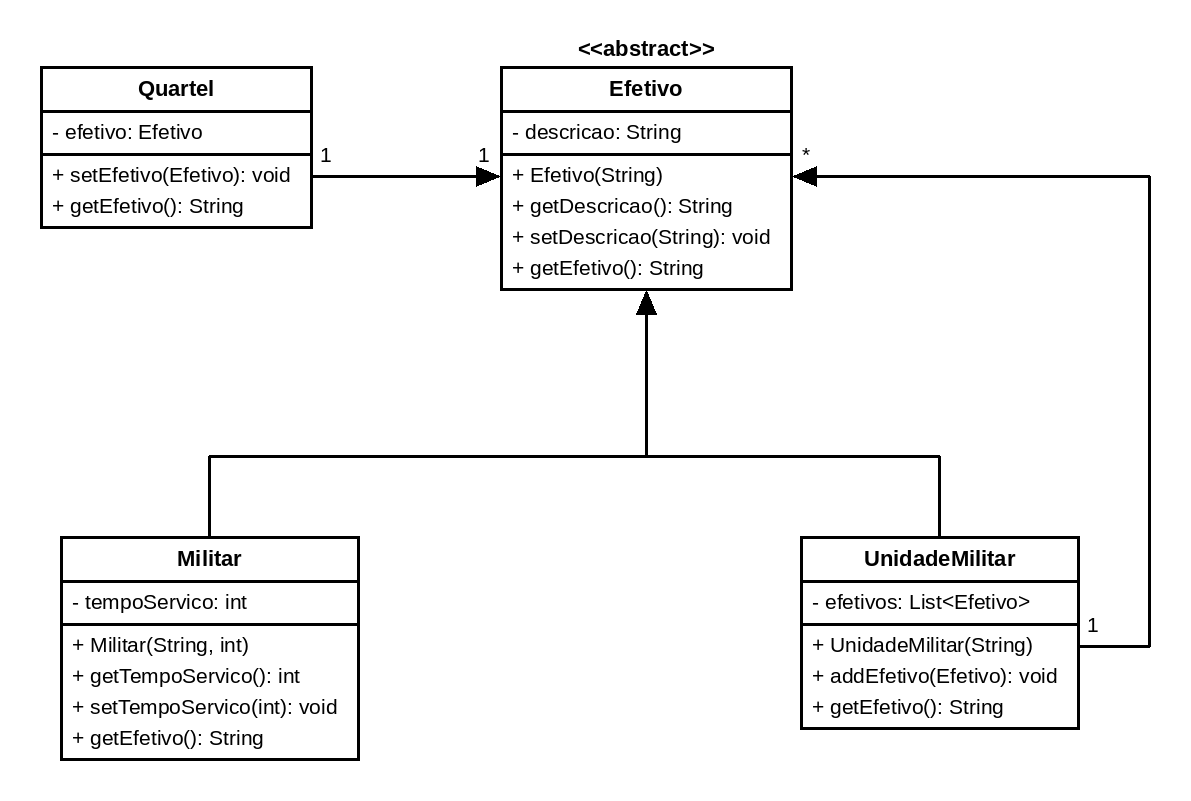 Quartel
- efetivo: Efetivo
+ setEfetivo(Efetivo): void
+ getEfetivo(): String
1
1
<<abstract>>
Efetivo
- descricao: String
+ Efetivo(String)
+ getDescricao(): String
+ setDescricao(String): void
+ getEfetivo(): String
*
Militar
- tempoServico: int
+ Militar(String, int)
+ getTempoServico(): int
+ setTempoServico(int): void
+ getEfetivo(): String
UnidadeMilitar
- efetivos: List<Efetivo>
+ UnidadeMilitar(String)
+ addEfetivo(Efetivo): void
+ getEfetivo(): String
1